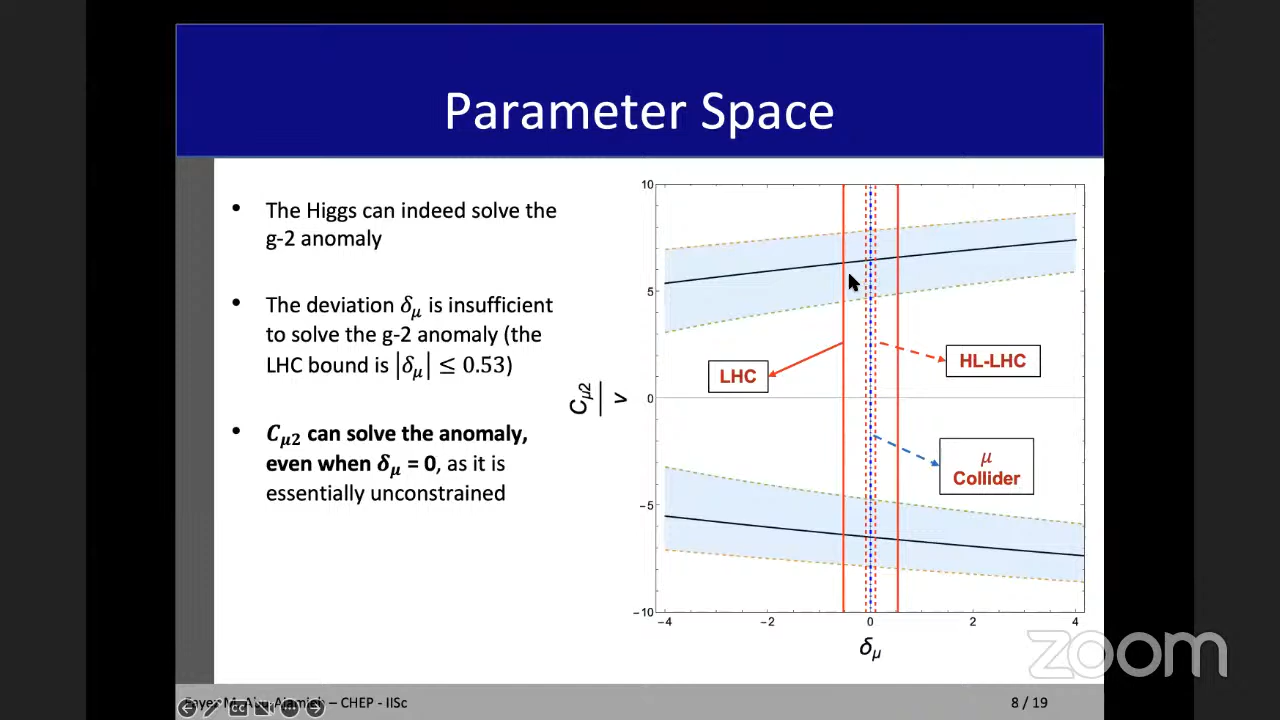 Parameter Space
• The Higgs can indeed solve the
g-2 anomaly
• The deviation δμ is insufficient
to solve the g-2 anomaly (the
LHC bound is |δμ| ≤ 0.53)
• Cμ2 can solve the anomaly,
even when δμ = 0, as it is
essentially unconstrained
10
5
0
−5
−10
Cμ2
v
−4 −2 0 2 4
δμ
LHC
HL-LHC
μ
Collider
zoom
– CHEP - IISc
8 / 19